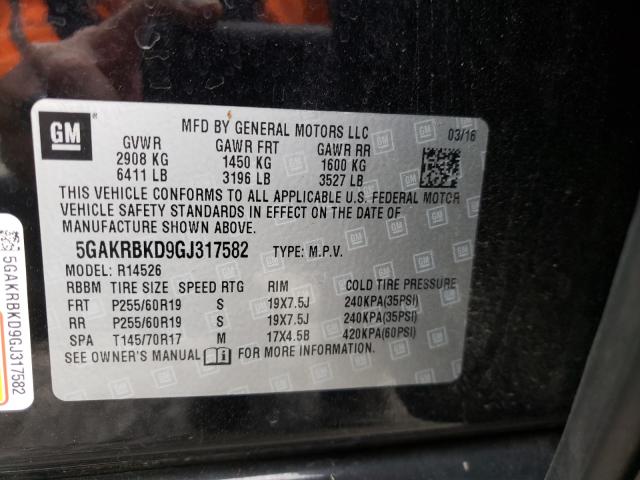 GM ®
MFD BY GENERAL MOTORS LLC 03/16
GVWR GAWR FRT GAWR RR
2908 KG 1450 KG 1600 KG
6411 LB 3196 LB 3527 LB
THIS VEHICLE CONFORMS TO ALL APPLICABLE U.S. FEDERAL MOTOR
VEHICLE SAFETY STANDARDS IN EFFECT ON THE DATE OF
MANUFACTURE SHOWN ABOVE.
5GAKRBKD9GJ317582 TYPE: M.P.V.
MODEL: R14526
RBBM TIRE SIZE SPEED RTG RIM COLD TIRE PRESSURE
FRT P255/60R19 S 19X7.5J 240KPA(35PSI)
RR P255/60R19 S 19X7.5J 240KPA(35PSI)
SPA T145/70R17 M 17X4.5B 420KPA(60PSI)
SEE OWNER'S MANUAL FOR MORE INFORMATION.
5GAKRBKD9GJ317582